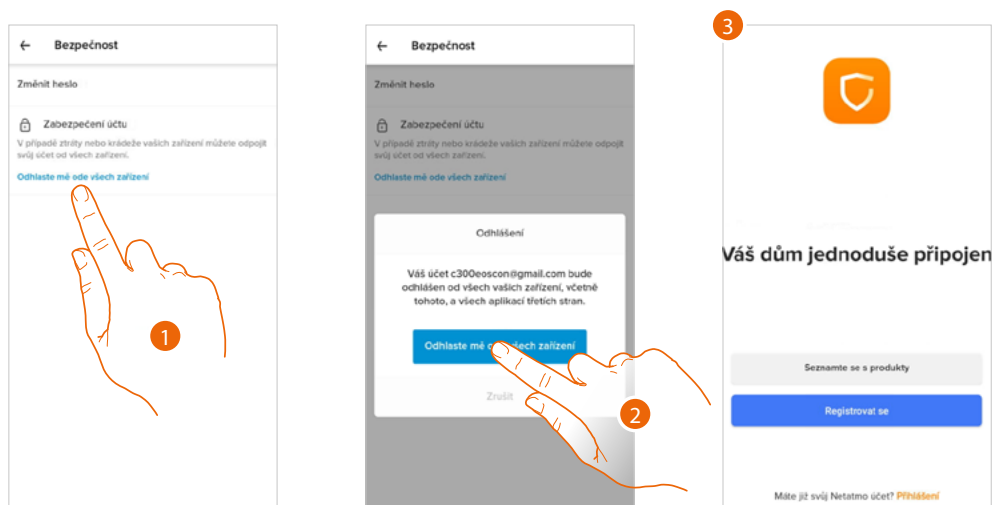 ← Bezpečnost
Změnit heslo
Zabezpečení účtu
V případě ztráty nebo krádeže vašich zařízení můžete odpojit
svůj účet od všech zařízení.
Odhlaste mě ode všech zařízení
1
← Bezpečnost
Změnit heslo
Zabezpečení účtu
V případě ztráty nebo krádeže vašich zařízení můžete odpojit
svůj účet od všech zařízení.
Odhlaste mě ode všech zařízení
Odhlášení
Váš účet c300eoscon@gmail.com bude
odhlášen od všech vašich zařízení, včetně
tohoto, a všech aplikací třetích stran.
Odhlaste mě ode všech zařízení
Zrušit
2
3
Váš dům jednoduše připojen
Seznamte se s produkty
Registrovat se
Máte již svůj Netatmo účet? Přihlášení